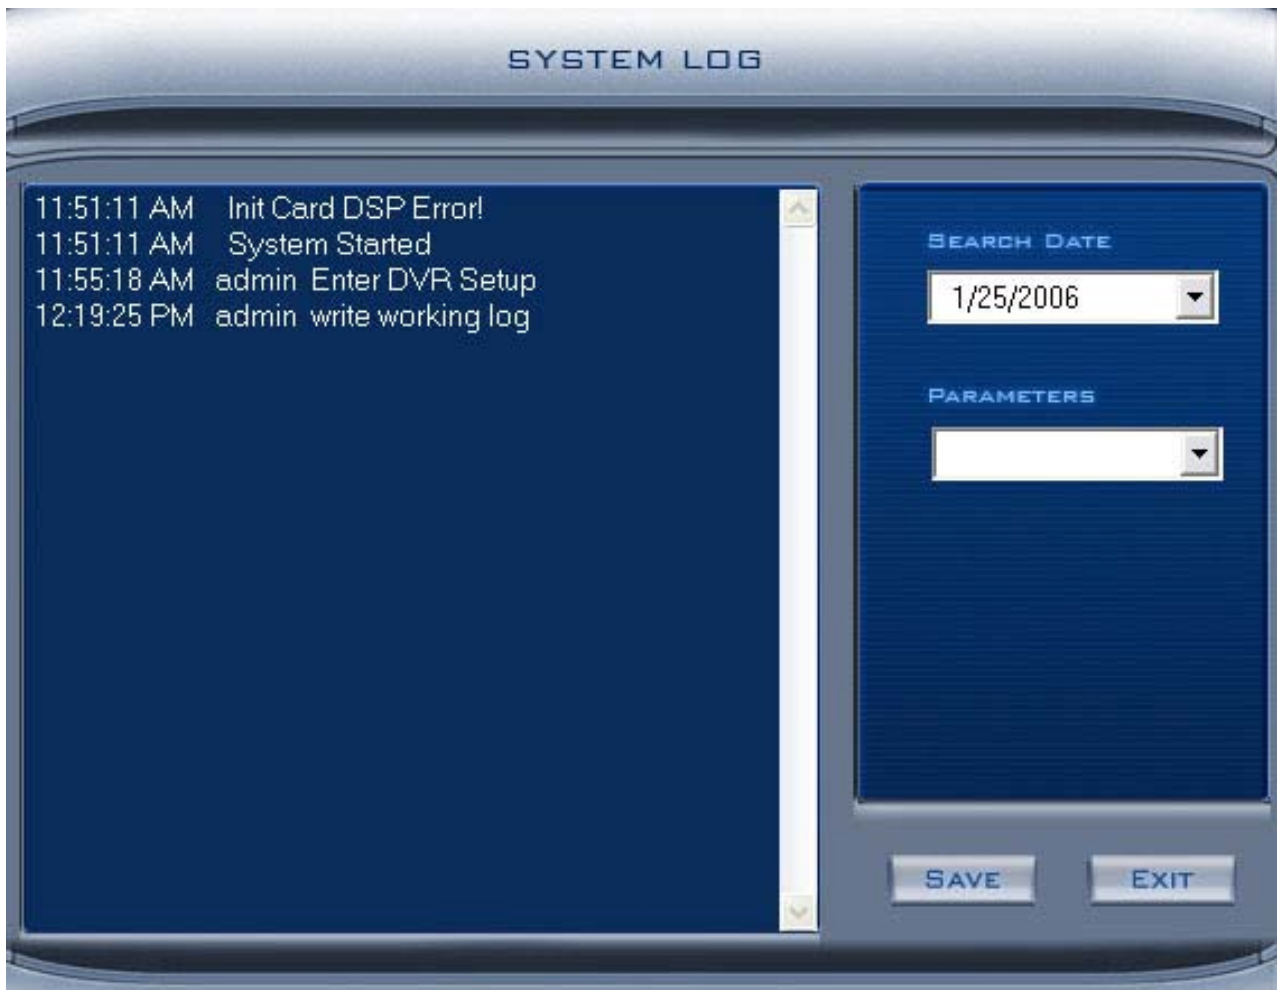 SYSTEM LOG
11:51:11 AM Init Card DSP Error!
11:51:11 AM System Started
11:55:18 AM admin Enter DVR Setup
12:19:25 PM admin write working log
SEARCH DATE
1/25/2006
PARAMETERS
SAVE
EXIT